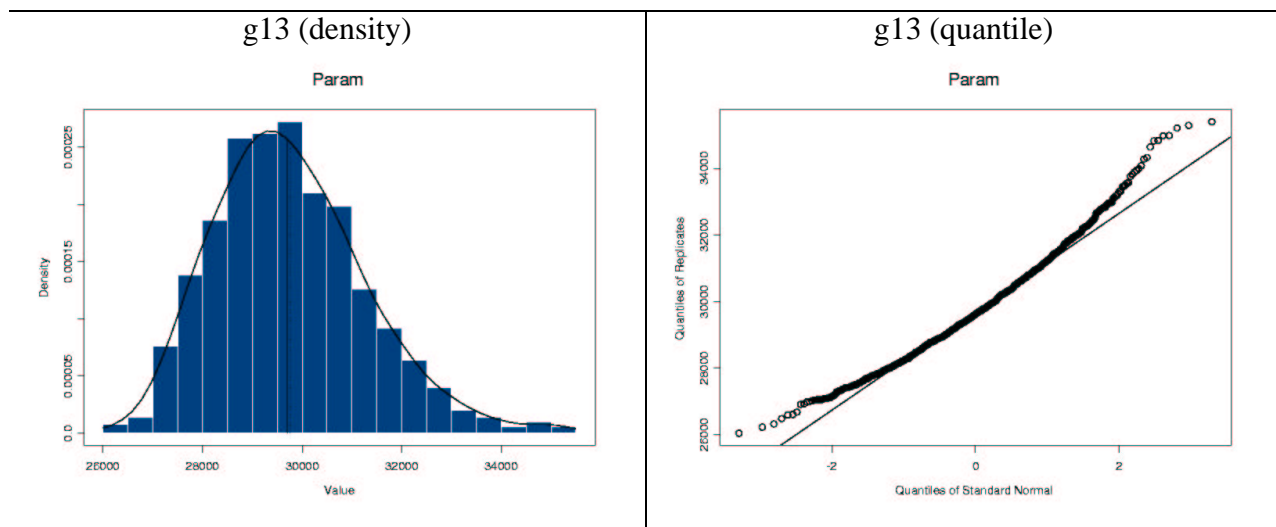 g13 (density)
Param
Density
0.0
0.00005
0.00015
0.00025
26000 28000 30000 32000 34000
Value
g13 (quantile)
Param
Quantiles of Replicates
26000
28000
30000
32000
34000
-2 0 2
Quantiles of Standard Normal